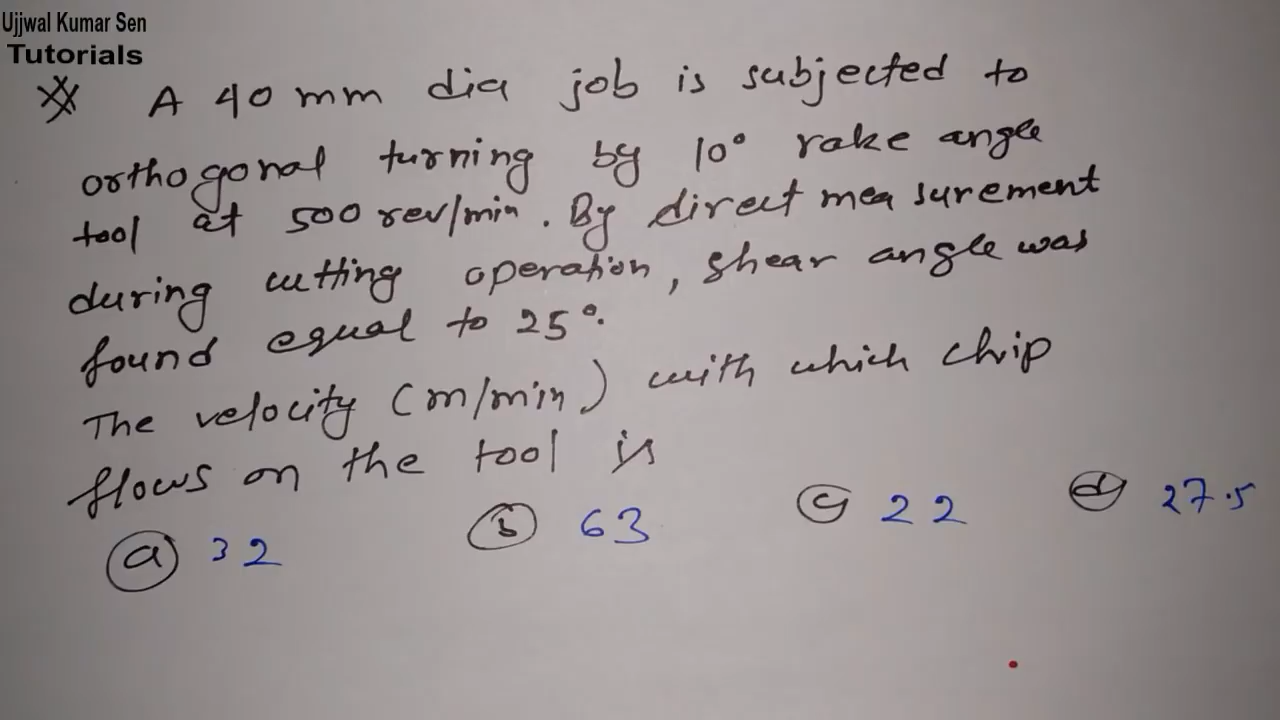 Ujjwal Kumar Sen
Tutorials
A 40 mm dia job is subjected to
orthogonal turning by 10° rake angle
tool at 500 rev/min. By direct measurement
during cutting operation, shear angle was
found equal to 25°.
The velocity (m/min) with which chip
flows on the tool is
(a) 32 (b) 63 (c) 22 (d) 27.5